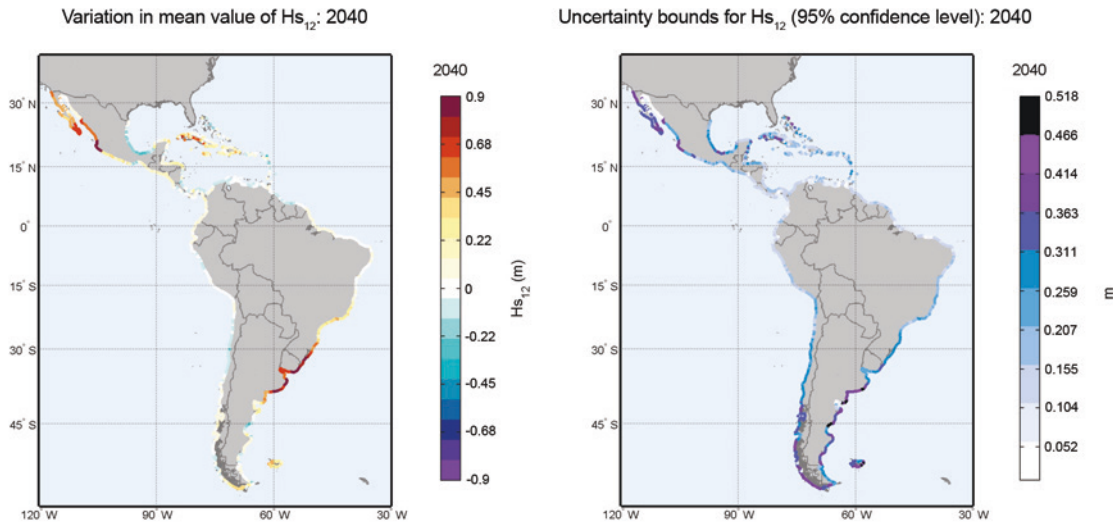 Variation in mean value of Hs12: 2040
2040
0.9
0.68
0.45
0.22
0
-0.22
-0.45
-0.68
-0.9
Hs12 (m)
30° N
15° N
0°
15° S
30° S
45° S
120 W
90 W
60 W
30 W
Uncertainty bounds for Hs12 (95% confidence level): 2040
2040
0.518
0.466
0.414
0.363
0.311
0.259
0.207
0.155
0.104
0.052
m
30° N
15° N
0°
15° S
30° S
45° S
120 W
90 W
60 W
30 W